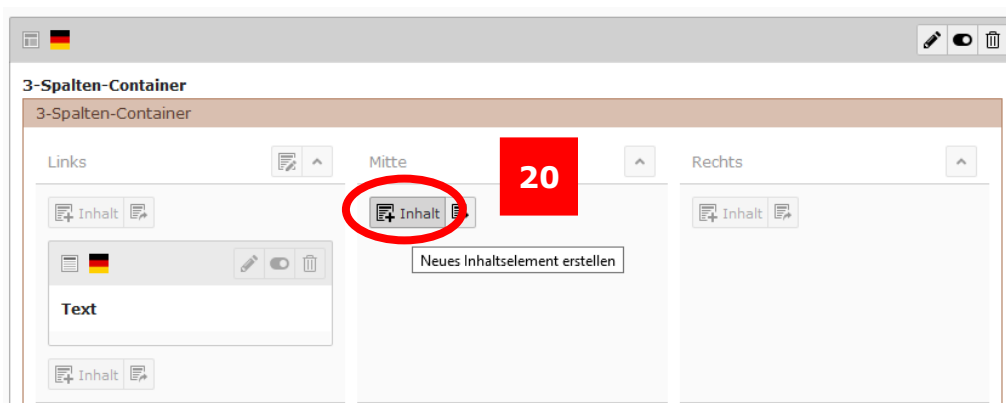 3-Spalten-Container
3-Spalten-Container
Links
Mitte
20
Rechts
Inhalt
Inhalt
Inhalt
Neues Inhaltselement erstellen
Text
Inhalt